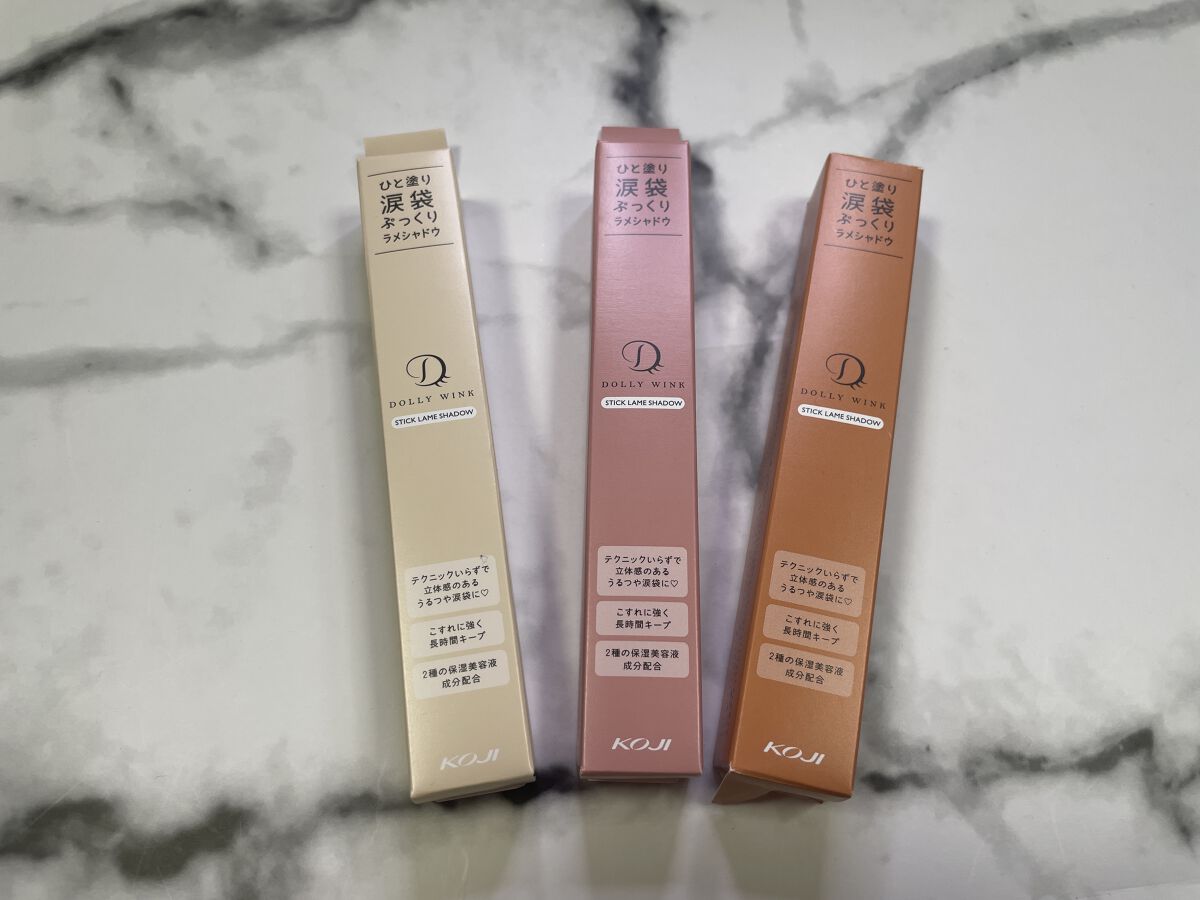 ひと塗り
涙袋
ぷっくり
ラメシャドウ
DOLLY WINK
STICK LAME SHADOW
テクニックいらずで
立体感のある
うるつや涙袋に♡
こすれに強く
長時間キープ
2種の保湿美容液
成分配合
KOJI
ひと塗り
涙袋
ぷっくり
ラメシャドウ
DOLLY WINK
STICK LAME SHADOW
テクニックいらずで
立体感のある
うるつや涙袋に♡
こすれに強く
長時間キープ
2種の保湿美容液
成分配合
KOJI
ひと塗り
涙袋
ぷっくり
ラメシャドウ
DOLLY WINK
STICK LAME SHADOW
テクニックいらずで
立体感のある
うるつや涙袋に♡
こすれに強く
長時間キープ
2種の保湿美容液
成分配合
KOJI